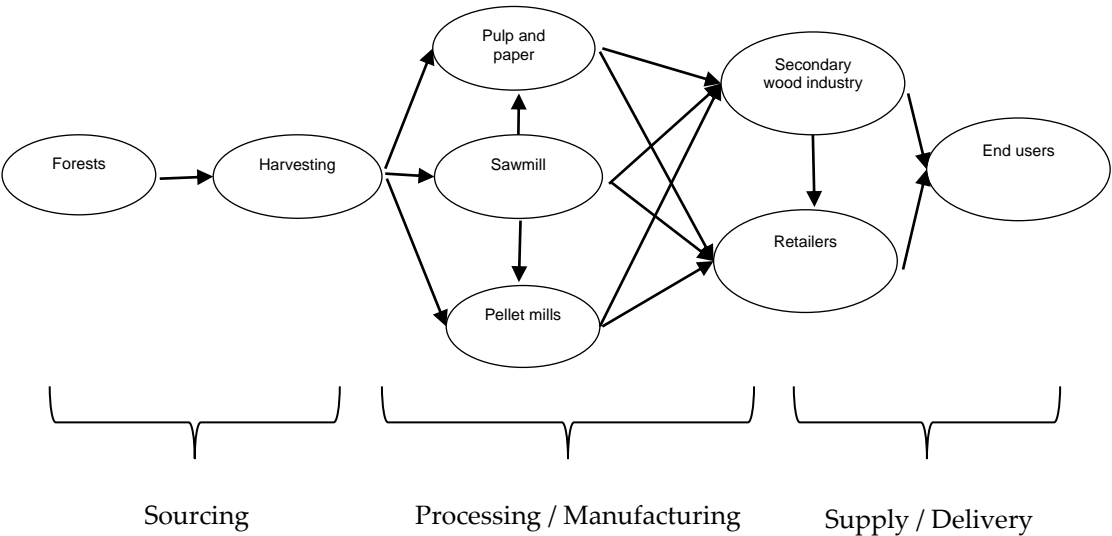 Forests
Harvesting
Pulp and
paper
Sawmill
Pellet mills
Secondary
wood industry
Retailers
End users
Sourcing
Processing / Manufacturing
Supply / Delivery